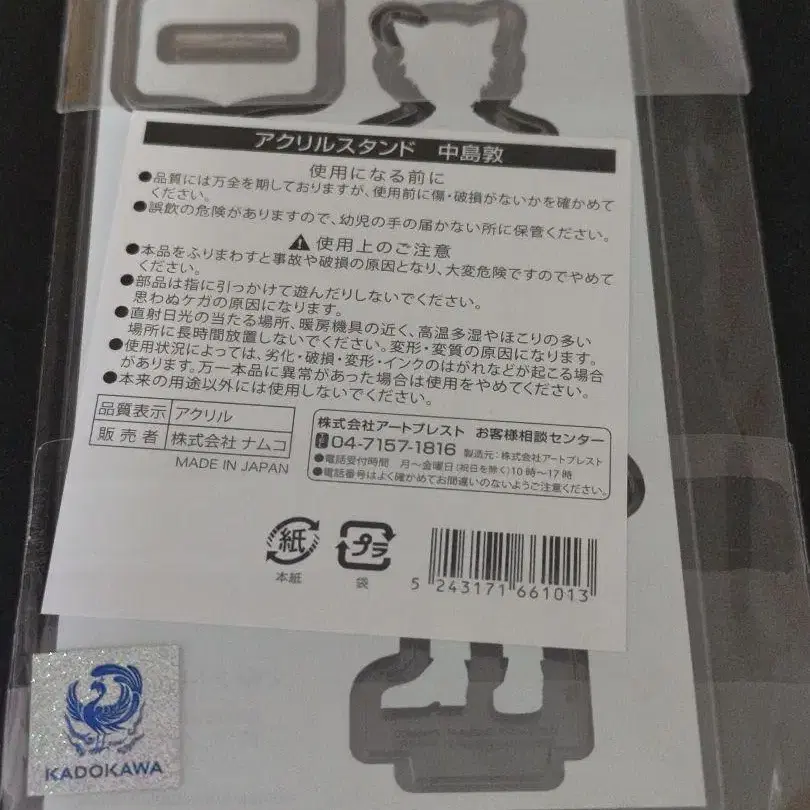 アクリルスタンド 中島敦
使用になる前に
●品質には万全を期しておりますが、使用前に傷・破損がないかを確かめて
ください。
●誤飲の危険がありますので、幼児の手の届かない所に保管ください。
使用上のご注意
●本品をふりまわすと事故や破損の原因となり、大変危険ですのでやめて
ください。
●部品は指に引っかけて遊んだりしないでください。
思わぬケガの原因になります。
●直射日光の当たる場所、暖房機具の近く、高温多湿やほこりの多い
場所に長時間放置しないでください。変形・変質の原因になります。
●使用状況によっては、劣化・破損・変形・インクのはがれなどが起こる場合
があります。万一本品に異常があった場合は使用をやめてください。
●本来の用途以外には使用しないでください。
品質表示 アクリル
販売者 株式会社 ナムコ
MADE IN JAPAN
株式会社アートプレスト お客様相談センター
04-7157-1816 製造元:株式会社アートプレスト
●電話受付時間 月〜金曜日(祝日を除く)10時〜17時
●電話番号はよく確かめてお間違いのないようご注意ください。
紙
本紙
プラ
袋
5 243171 661013
KADOKAWA